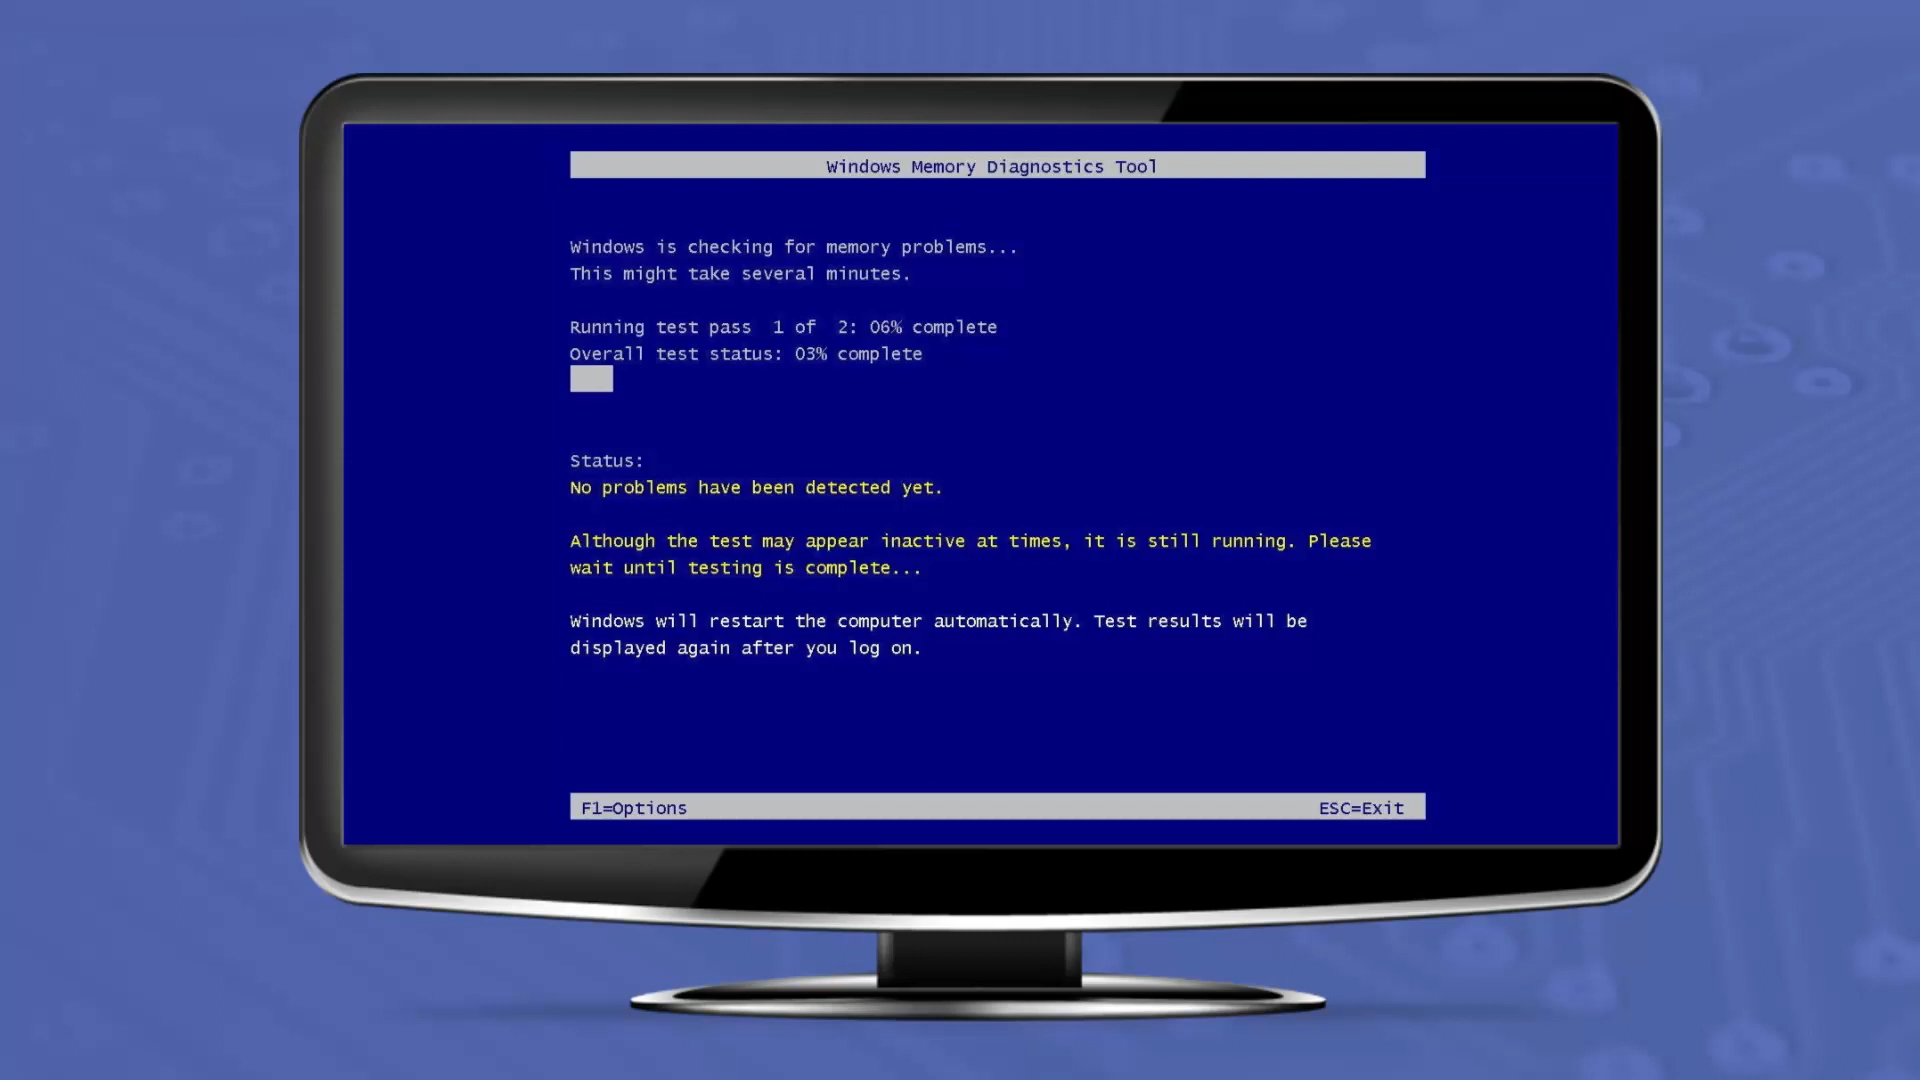 Windows Memory Diagnostics Tool
Windows is checking for memory problems...
This might take several minutes.
Running test pass  1 of  2: 06% complete
Overall test status: 03% complete
Status:
No problems have been detected yet.
Although the test may appear inactive at times, it is still running. Please
wait until testing is complete...
Windows will restart the computer automatically. Test results will be
displayed again after you log on.
F1=Options ESC=Exit